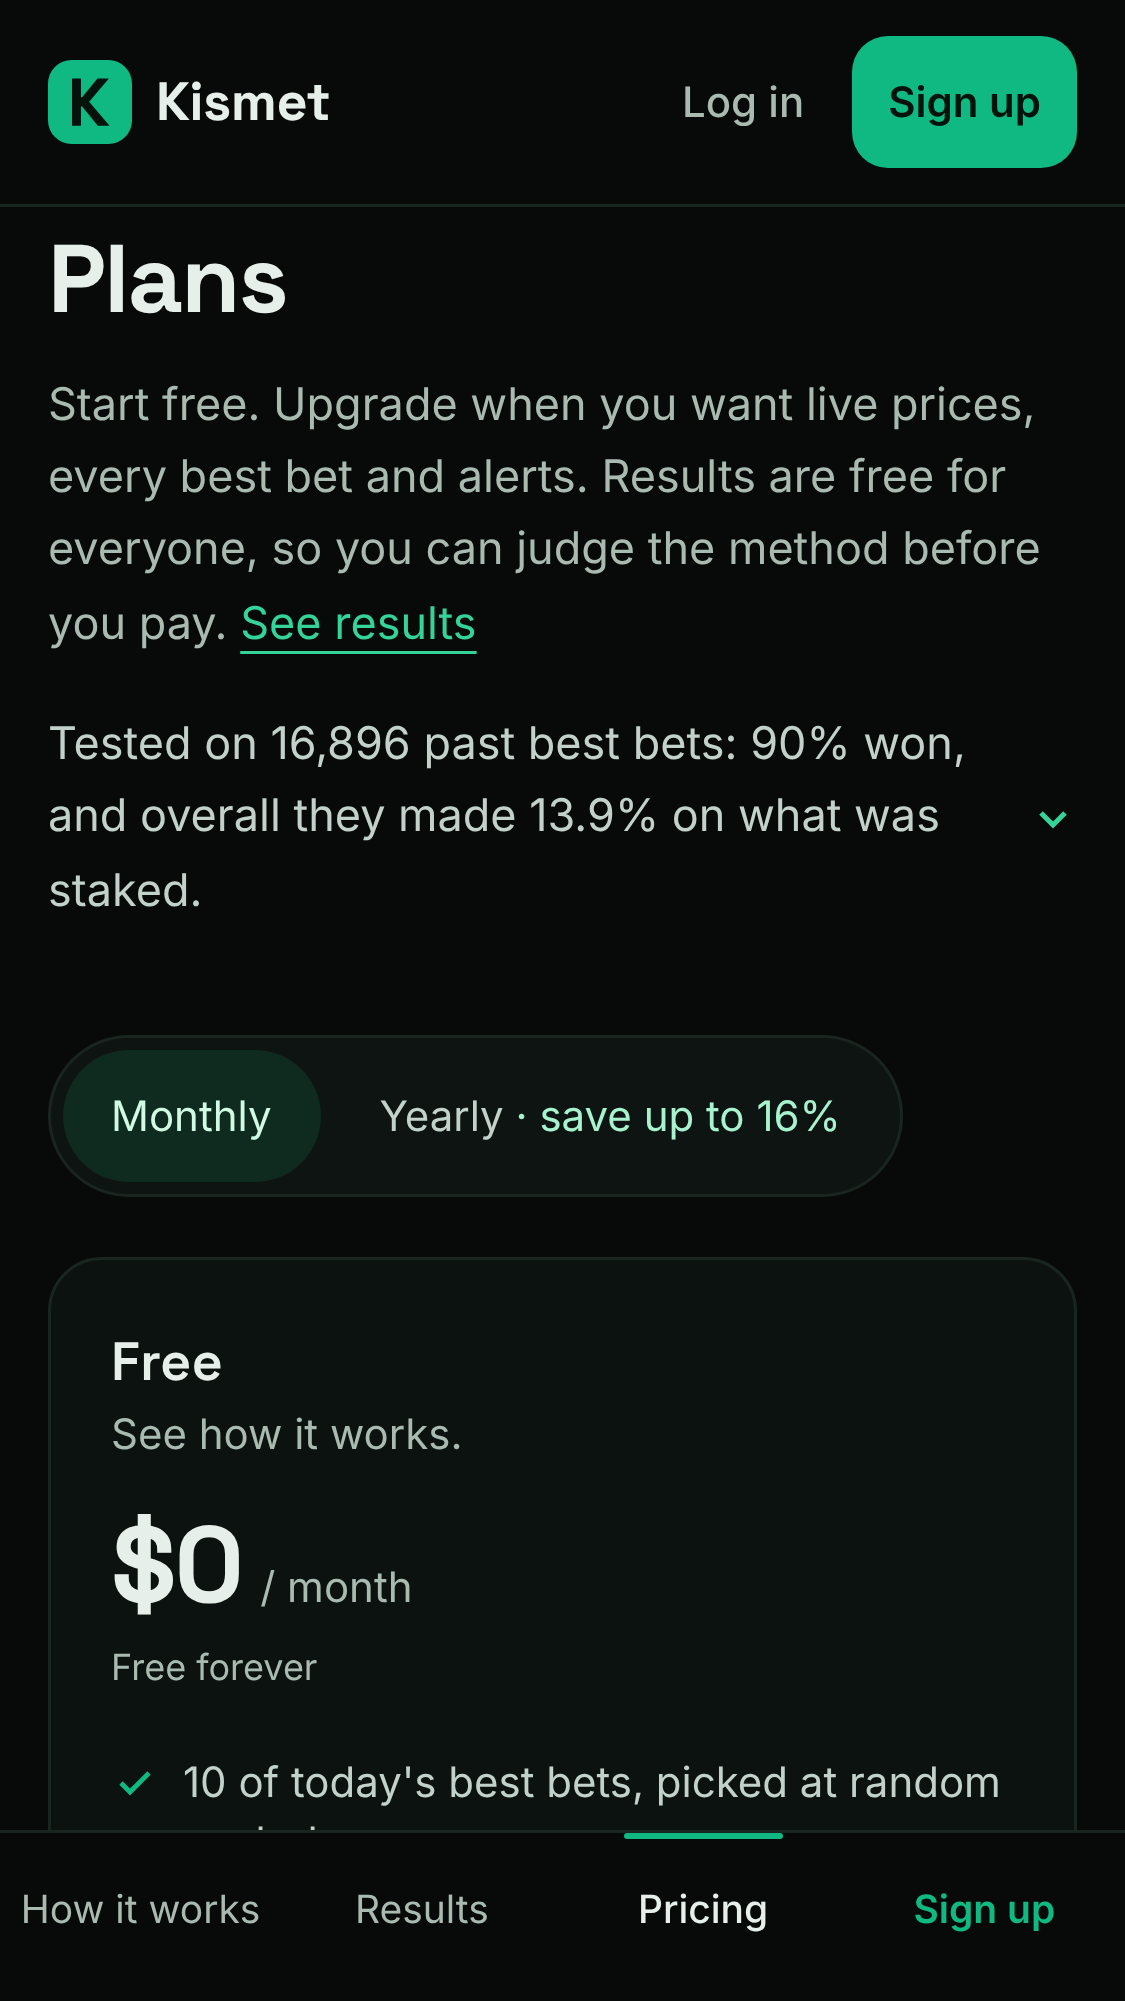 K Kismet
Log in
Sign up
Plans
Start free. Upgrade when you want live prices,
every best bet and alerts. Results are free for
everyone, so you can judge the method before
you pay. See results
Tested on 16,896 past best bets: 90% won,
and overall they made 13.9% on what was
staked.
Monthly
Yearly · save up to 16%
Free
See how it works.
$0 / month
Free forever
10 of today's best bets, picked at random
How it works
Results
Pricing
Sign up